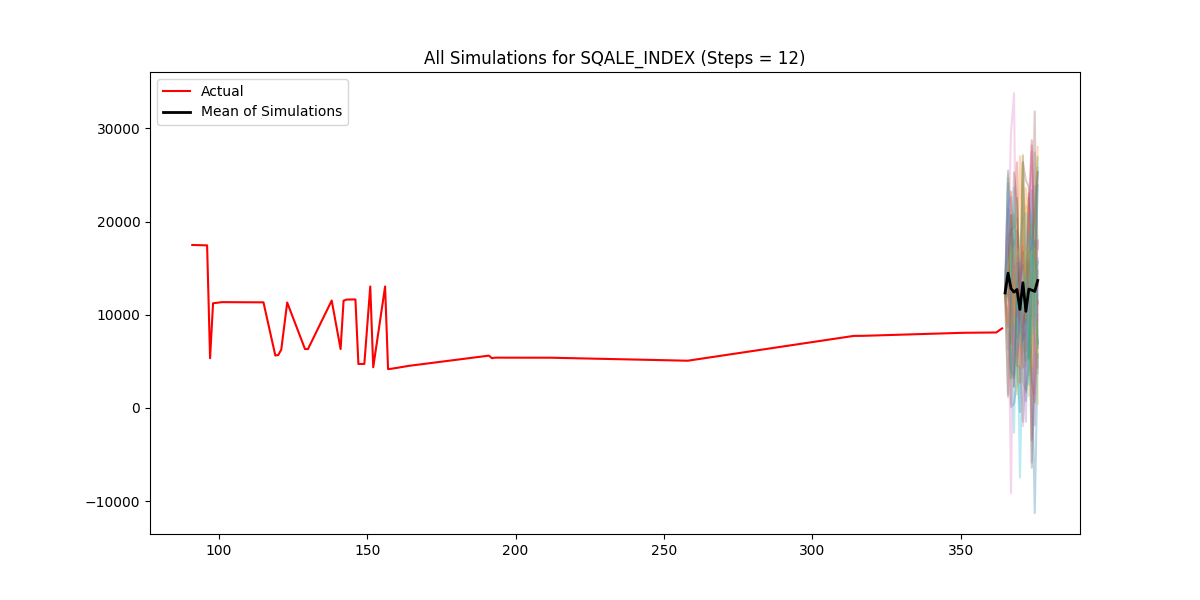 All Simulations for SQALE_INDEX (Steps = 12)
Actual
Mean of Simulations
30000
20000
10000
0
−10000
100 150 200 250 300 350